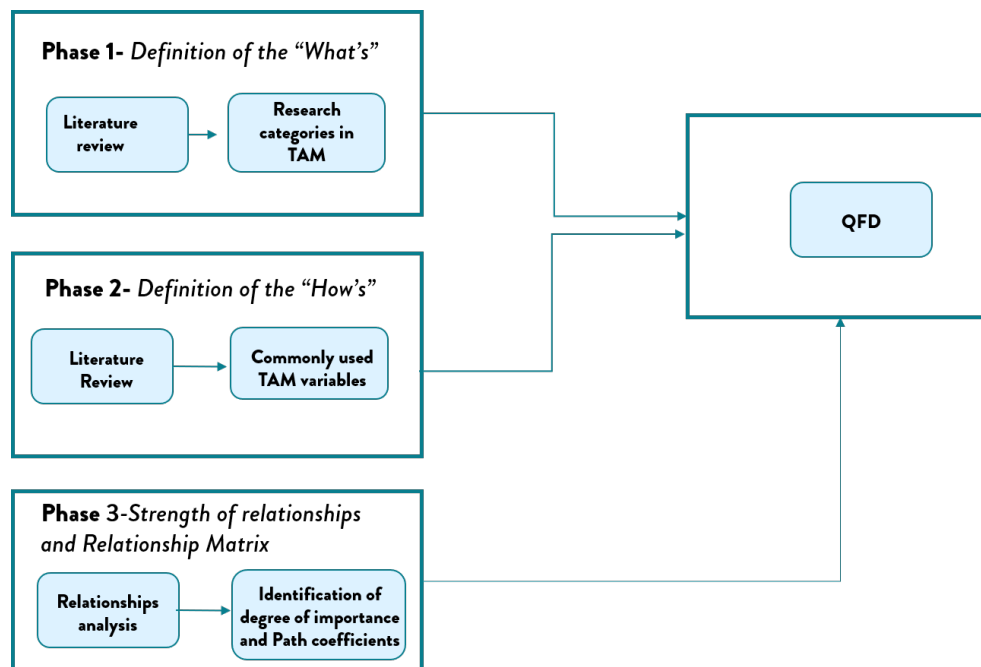 Phase 1- Definition of the “What’s”
Literature
review
Research
categories in
TAM
QFD
Phase 2- Definition of the “How’s”
Literature
Review
Commonly used
TAM variables
Phase 3-Strength of relationships
and Relationship Matrix
Relationships
analysis
Identification of
degree of importance
and Path coefficients